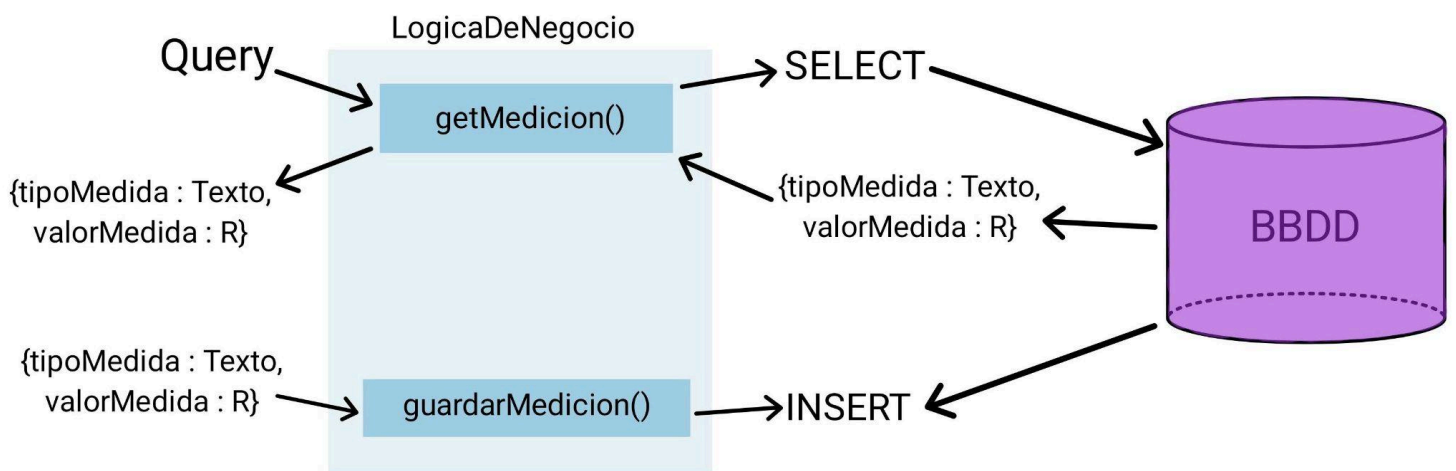 LogicaDeNegocio
Query
getMedicion()
SELECT
{tipoMedida : Texto,
valorMedida : R}
{tipoMedida : Texto,
valorMedida : R}
BBDD
{tipoMedida : Texto,
valorMedida : R}
guardarMedicion()
INSERT